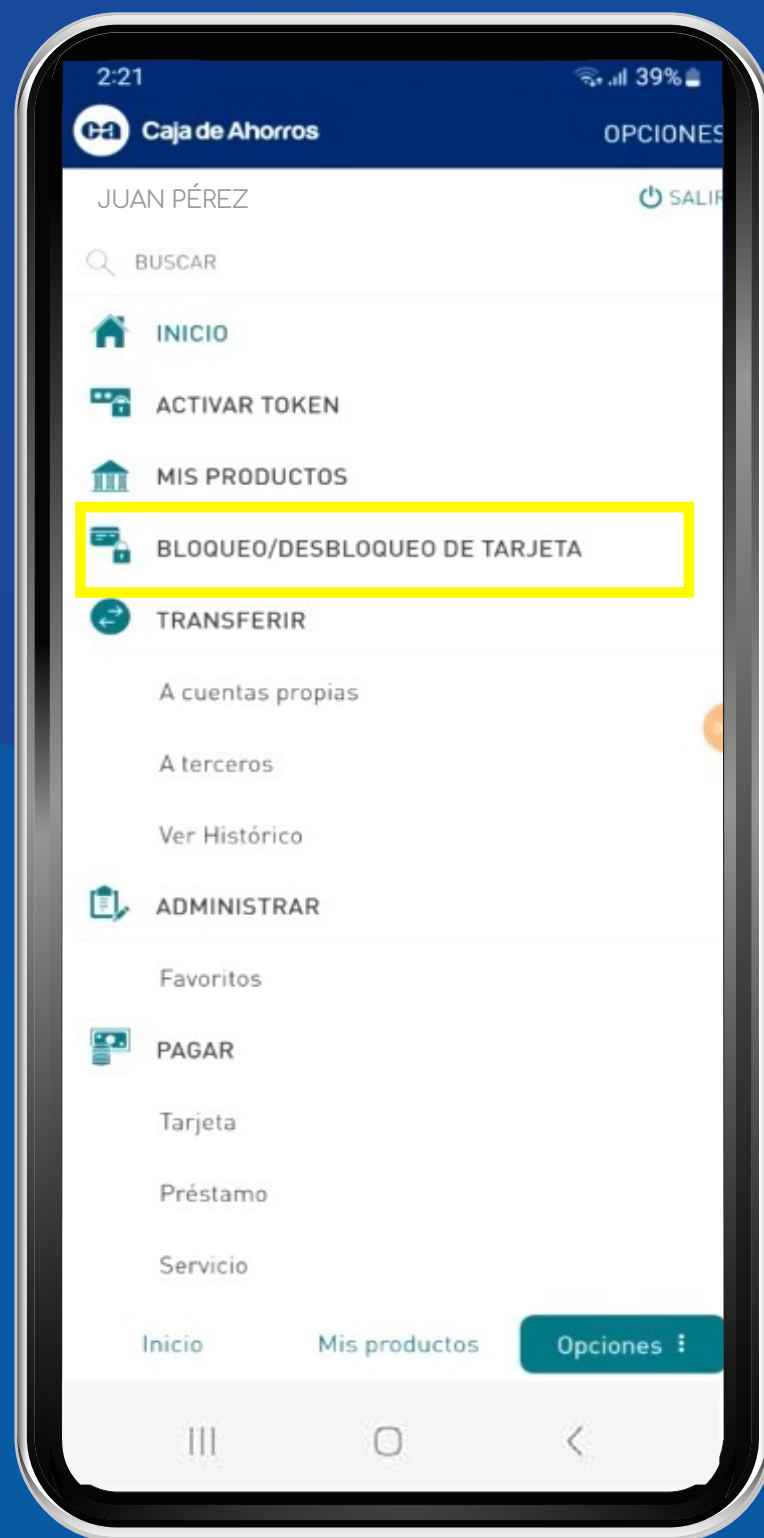 2:21 39%
ca Caja de Ahorros OPCIONES
JUAN PÉREZ SALIR
BUSCAR
INICIO
ACTIVAR TOKEN
MIS PRODUCTOS
BLOQUEO/DESBLOQUEO DE TARJETA
TRANSFERIR
A cuentas propias
A terceros
Ver Histórico
ADMINISTRAR
Favoritos
PAGAR
Tarjeta
Préstamo
Servicio
Inicio Mis productos Opciones